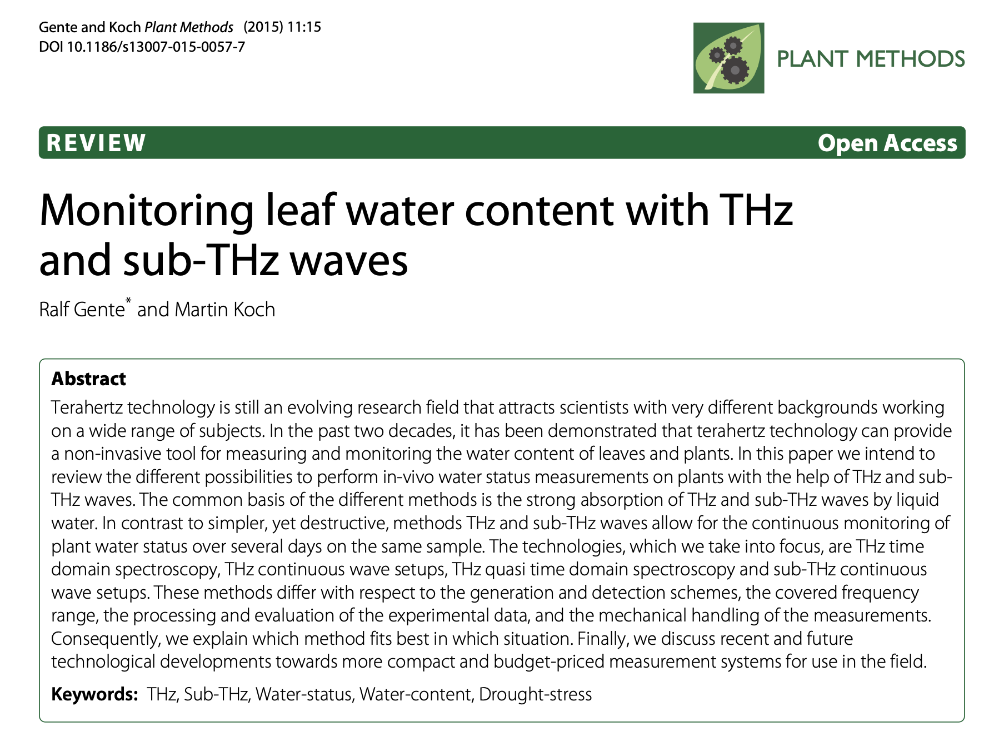 Gente and Koch Plant Methods (2015) 11:15
DOI 10.1186/s13007-015-0057-7
PLANT METHODS
REVIEW
Open Access
Monitoring leaf water content with THz
and sub-THz waves
Ralf Gente* and Martin Koch
Abstract
Terahertz technology is still an evolving research field that attracts scientists with very different backgrounds working
on a wide range of subjects. In the past two decades, it has been demonstrated that terahertz technology can provide
a non-invasive tool for measuring and monitoring the water content of leaves and plants. In this paper we intend to
review the different possibilities to perform in-vivo water status measurements on plants with the help of THz and sub-
THz waves. The common basis of the different methods is the strong absorption of THz and sub-THz waves by liquid
water. In contrast to simpler, yet destructive, methods THz and sub-THz waves allow for the continuous monitoring of
plant water status over several days on the same sample. The technologies, which we take into focus, are THz time
domain spectroscopy, THz continuous wave setups, THz quasi time domain spectroscopy and sub-THz continuous
wave setups. These methods differ with respect to the generation and detection schemes, the covered frequency
range, the processing and evaluation of the experimental data, and the mechanical handling of the measurements.
Consequently, we explain which method fits best in which situation. Finally, we discuss recent and future
technological developments towards more compact and budget-priced measurement systems for use in the field.
Keywords: THz, Sub-THz, Water-status, Water-content, Drought-stress